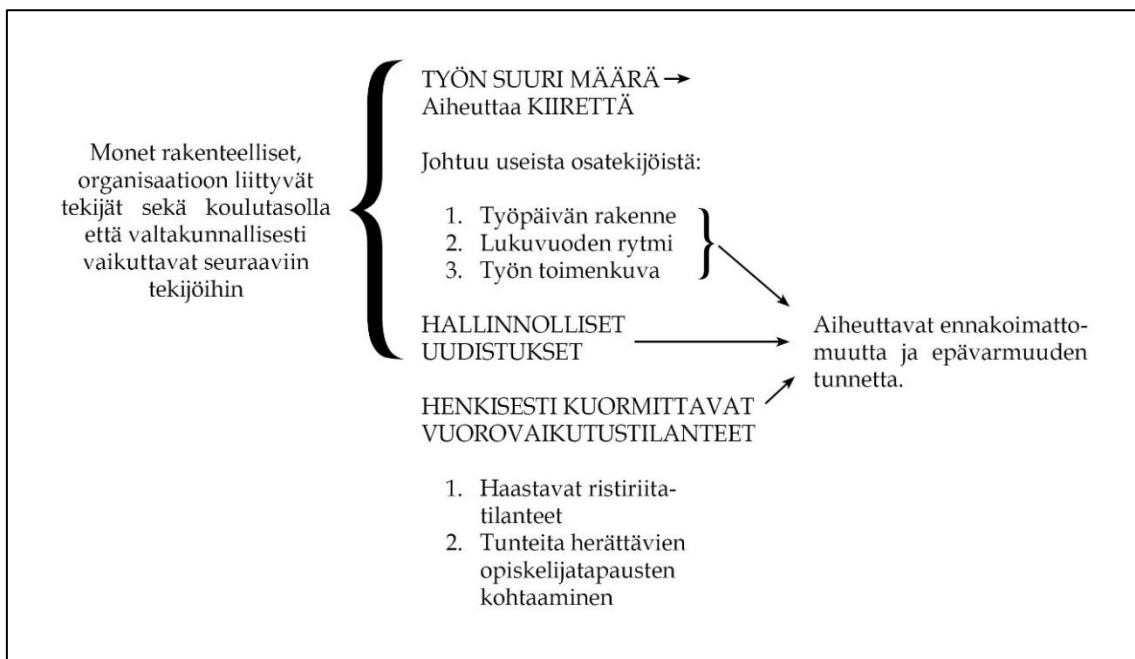 Monet rakenteelliset,
organisaatioon liittyvät
tekijät sekä koulutasolla
että valtakunnallisesti
vaikuttavat seuraaviin
tekijöihin
TYÖN SUURI MÄÄRÄ →
Aiheuttaa KIIRETTÄ
Johtuu useista osatekijöistä:
1. Työpäivän rakenne
2. Lukuvuoden rytmi
3. Työn toimenkuva
HALLINNOLLISET
UUDISTUKSET
HENKISESTI KUORMITTAVAT
VUOROVAIKUTUSTILANTEET
1. Haastavat ristiriita-
tilanteet
2. Tunteita herättävien
opiskelijatapausten
kohtaaminen
Aiheuttavat ennakoimatto-
muutta ja epävarmuuden
tunnetta.